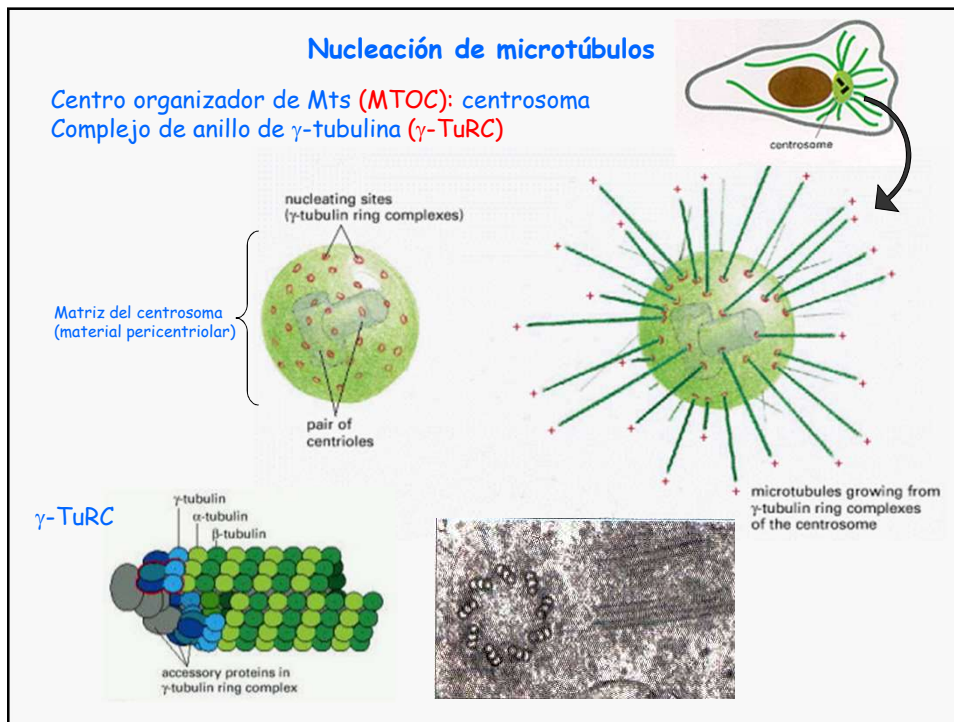 Nucleación de microtúbulos
Centro organizador de Mts (MTOC): centrosoma
Complejo de anillo de γ-tubulina (γ-TuRC)
centrosome
nucleating sites
(γ-tubulin ring complexes)
Matriz del centrosoma
(material pericentriolar)
pair of
centrioles
+ microtubules growing from
γ-tubulin ring complexes
of the centrosome
γ-TuRC
γ-tubulin
α-tubulin
β-tubulin
accessory proteins in
γ-tubulin ring complex